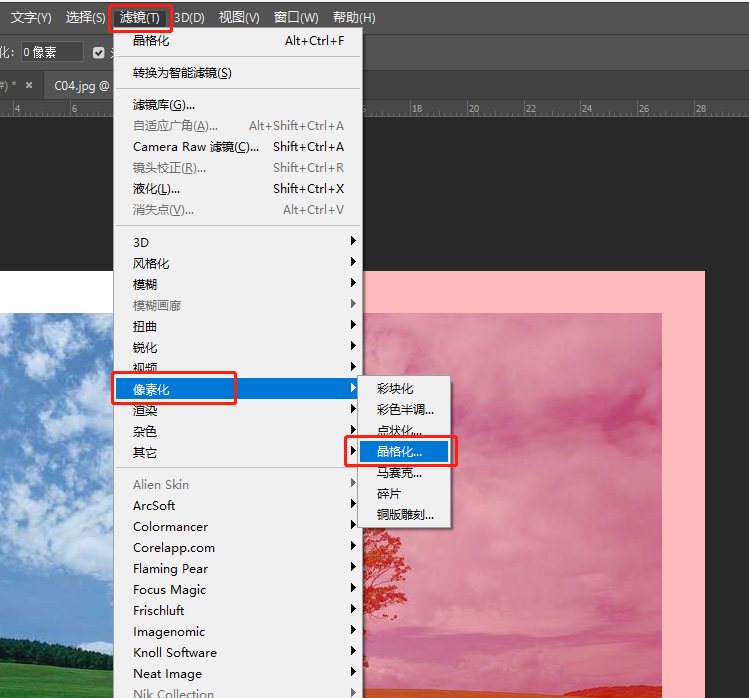 文字(Y) 选择(S) 滤镜(T) 3D(D) 视图(V) 窗口(W) 帮助(H)
化: 0 像素
#) * × C04.jpg @
4 6 18 20 22 24 26 28
晶格化 Alt+Ctrl+F
转换为智能滤镜(S)
滤镜库(G)...
自适应广角(A)... Alt+Shift+Ctrl+A
Camera Raw 滤镜(C)... Shift+Ctrl+A
镜头校正(R)... Shift+Ctrl+R
液化(L)... Shift+Ctrl+X
消失点(V)... Alt+Ctrl+V
3D
风格化
模糊
模糊画廊
扭曲
锐化
视频
像素化
渲染
杂色
其它
彩块化
彩色半调...
点状化...
晶格化...
马赛克...
碎片
铜版雕刻...
Alien Skin
ArcSoft
Colormancer
Corelapp.com
Flaming Pear
Focus Magic
Frischluft
Imagenomic
Knoll Software
Neat Image
Nik Collection